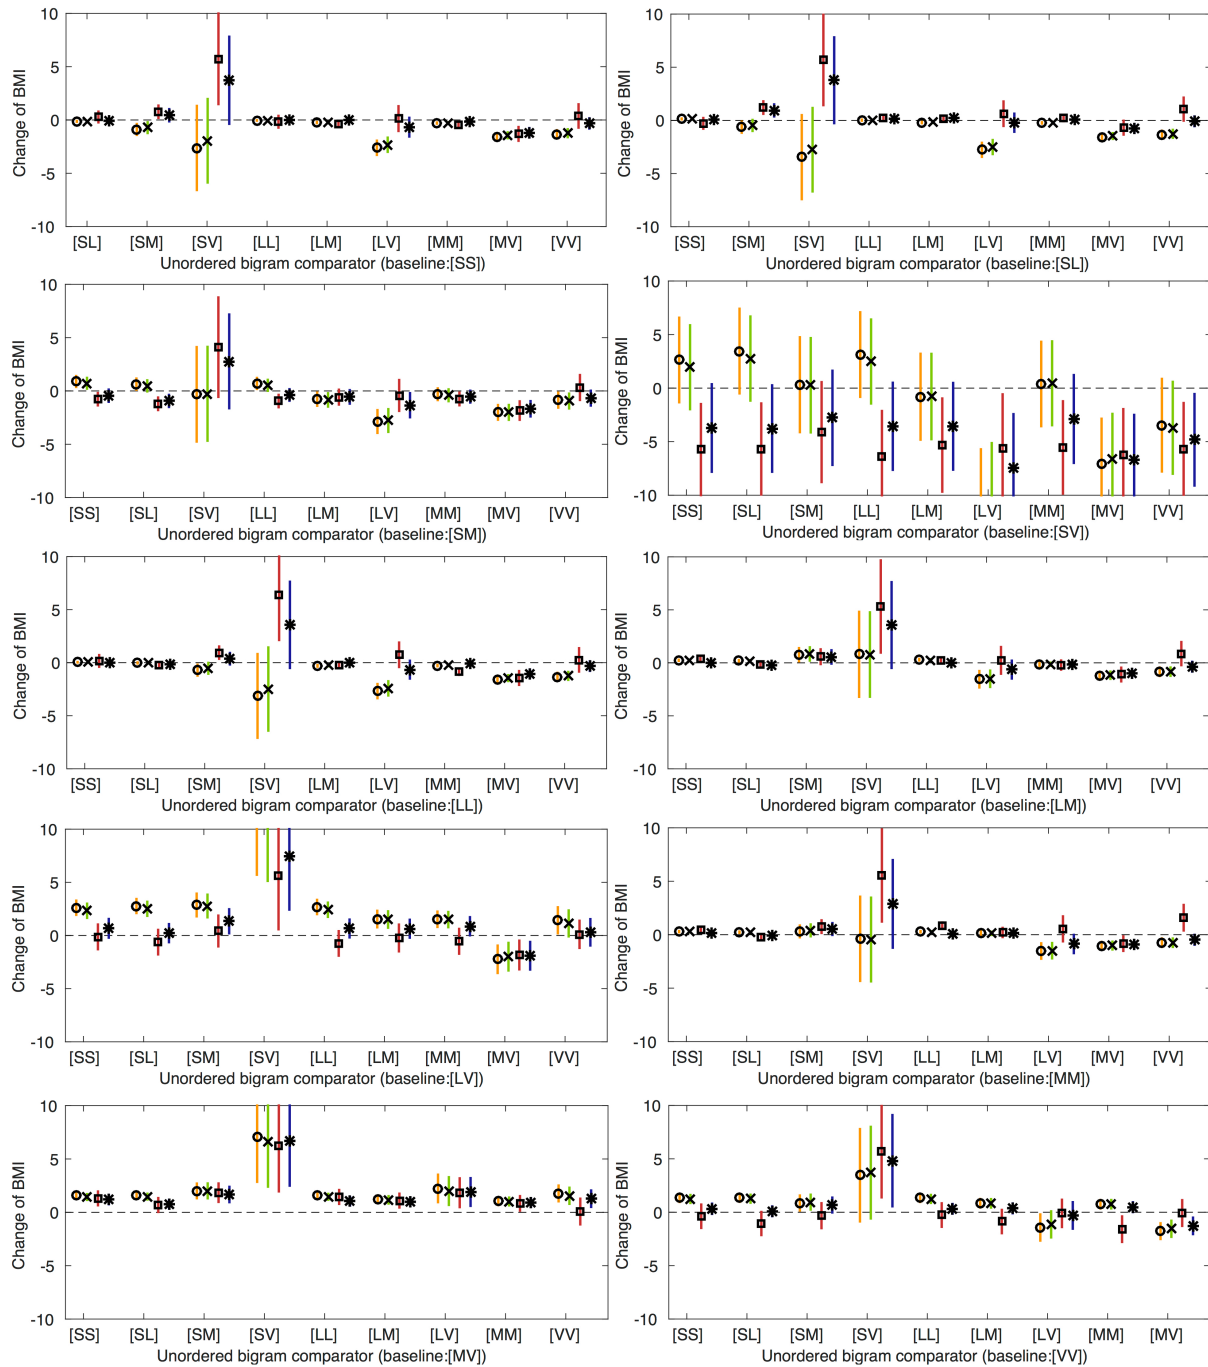 10
5
0
-5
-10
Change of BMI
[SL] [SM] [SV] [LL] [LM] [LV] [MM] [MV] [VV]
Unordered bigram comparator (baseline:[SS])
10
5
0
-5
-10
Change of BMI
[SS] [SM] [SV] [LL] [LM] [LV] [MM] [MV] [VV]
Unordered bigram comparator (baseline:[SL])
10
5
0
-5
-10
Change of BMI
[SS] [SL] [SV] [LL] [LM] [LV] [MM] [MV] [VV]
Unordered bigram comparator (baseline:[SM])
10
5
0
-5
-10
Change of BMI
[SS] [SL] [SM] [LL] [LM] [LV] [MM] [MV] [VV]
Unordered bigram comparator (baseline:[SV])
10
5
0
-5
-10
Change of BMI
[SS] [SL] [SM] [SV] [LM] [LV] [MM] [MV] [VV]
Unordered bigram comparator (baseline:[LL])
10
5
0
-5
-10
Change of BMI
[SS] [SL] [SM] [SV] [LL] [LV] [MM] [MV] [VV]
Unordered bigram comparator (baseline:[LM])
10
5
0
-5
-10
Change of BMI
[SS] [SL] [SM] [SV] [LL] [LM] [MM] [MV] [VV]
Unordered bigram comparator (baseline:[LV])
10
5
0
-5
-10
Change of BMI
[SS] [SL] [SM] [SV] [LL] [LM] [LV] [MV] [VV]
Unordered bigram comparator (baseline:[MM])
10
5
0
-5
-10
Change of BMI
[SS] [SL] [SM] [SV] [LL] [LM] [LV] [MM] [VV]
Unordered bigram comparator (baseline:[MV])
10
5
0
-5
-10
Change of BMI
[SS] [SL] [SM] [SV] [LL] [LM] [LV] [MM] [MV]
Unordered bigram comparator (baseline:[VV])